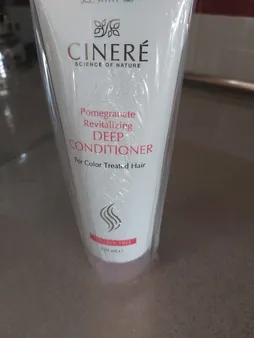 CINERÉ
SCIENCE OF NATURE
Pomegranate
Revitalizing
DEEP
CONDITIONER
For Color Treated Hair